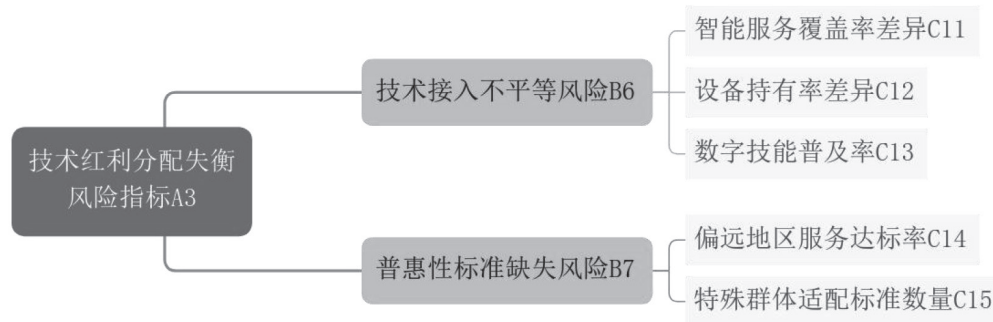 技术红利分配失衡
风险指标A3
技术接入不平等风险B6
智能服务覆盖率差异C11
设备持有率差异C12
数字技能普及率C13
普惠性标准缺失风险B7
偏远地区服务达标率C14
特殊群体适配标准数量C15